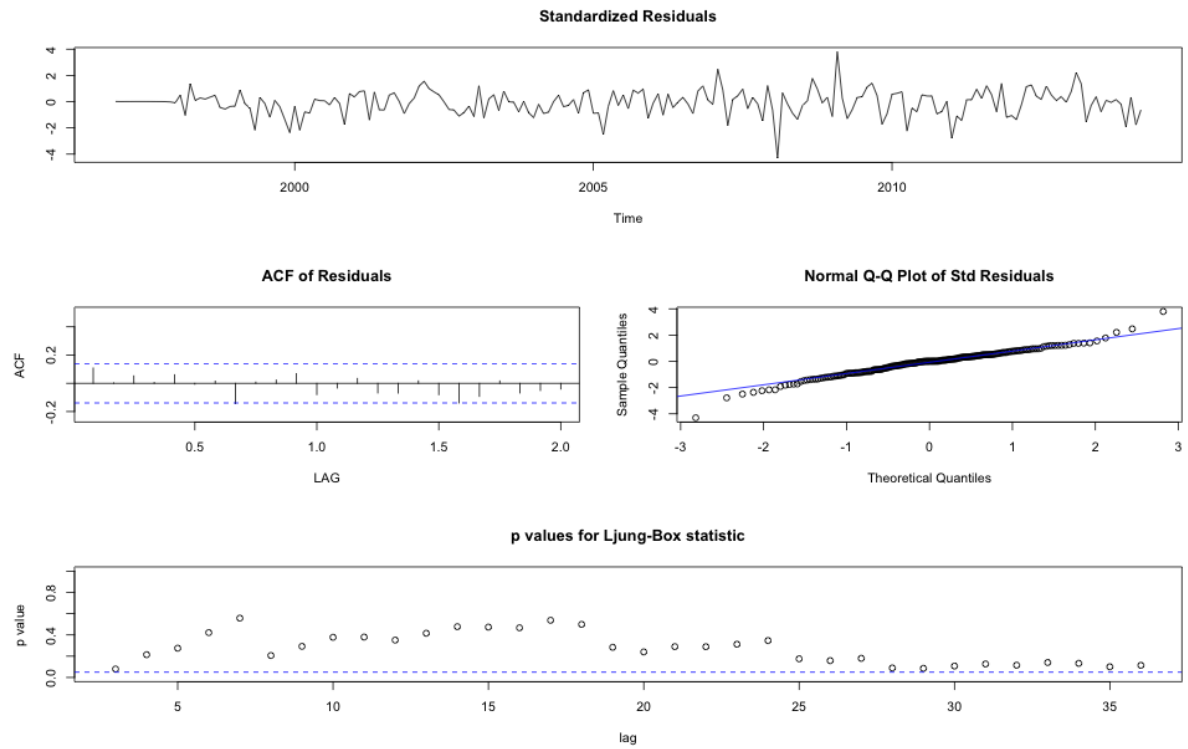 Standardized Residuals
4
2
0
-2
-4
2000 2005 2010
Time
ACF of Residuals
ACF
0.2
-0.2
0.5 1.0 1.5 2.0
LAG
Normal Q-Q Plot of Std Residuals
Sample Quantiles
4
2
0
-2
-4
-3 -2 -1 0 1 2 3
Theoretical Quantiles
p values for Ljung-Box statistic
p value
0.8
0.4
0.0
5 10 15 20 25 30 35
lag